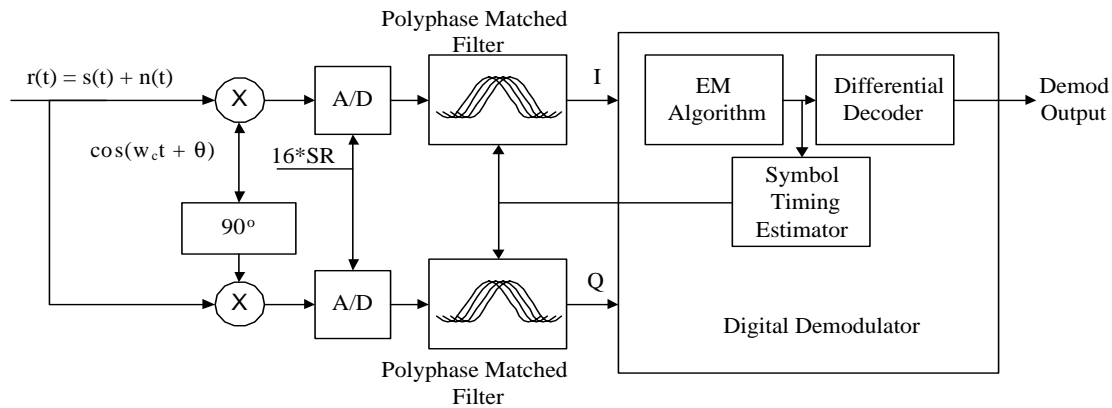 Polyphase Matched
Filter
r(t) = s(t) + n(t)
X
A/D
I
EM
Algorithm
Differential
Decoder
Demod
Output
cos(w_c t + θ)
16*SR
Symbol
Timing
Estimator
90°
X
A/D
Q
Digital Demodulator
Polyphase Matched
Filter